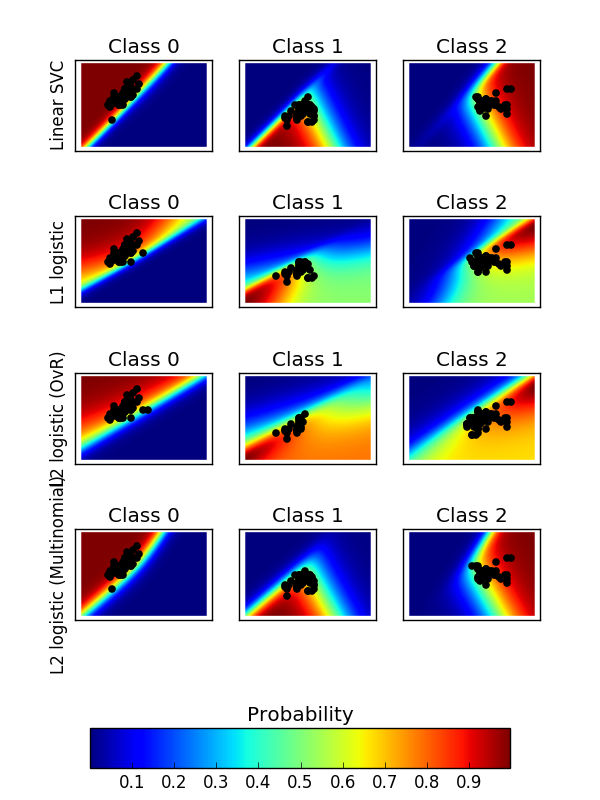 Class 0 Class 1 Class 2
Linear SVC
Class 0 Class 1 Class 2
L1 logistic
Class 0 Class 1 Class 2
L2 logistic (OvR)
Class 0 Class 1 Class 2
L2 logistic (Multinomial)
Probability
0.1 0.2 0.3 0.4 0.5 0.6 0.7 0.8 0.9